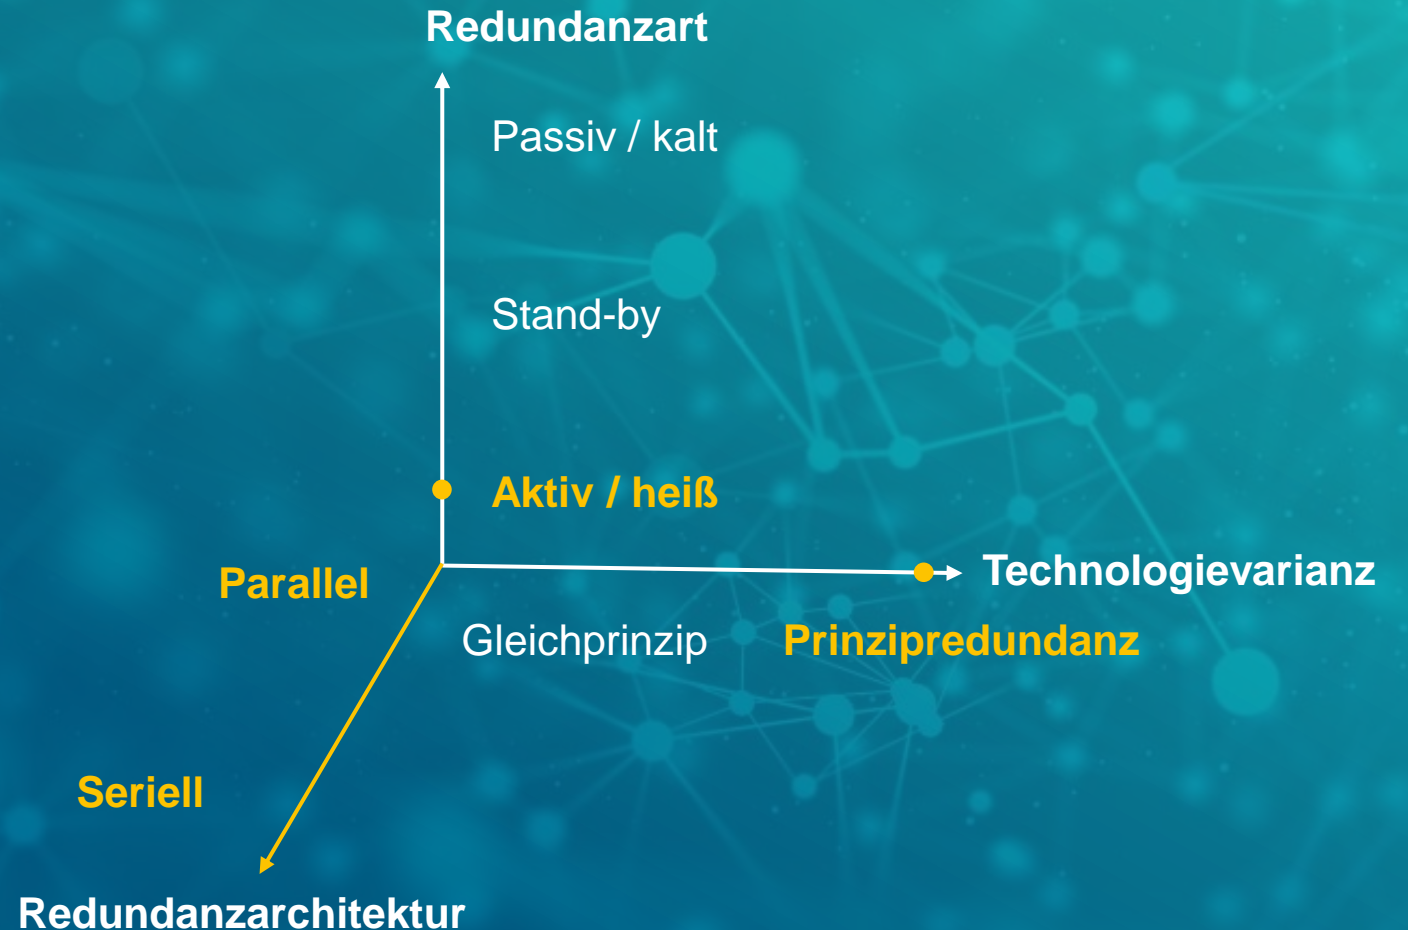 Redundanzart
Passiv / kalt
Stand-by
Aktiv / heiß
Parallel
Technologievarianz
Gleichprinzip
Prinzipredundanz
Seriell
Redundanzarchitektur